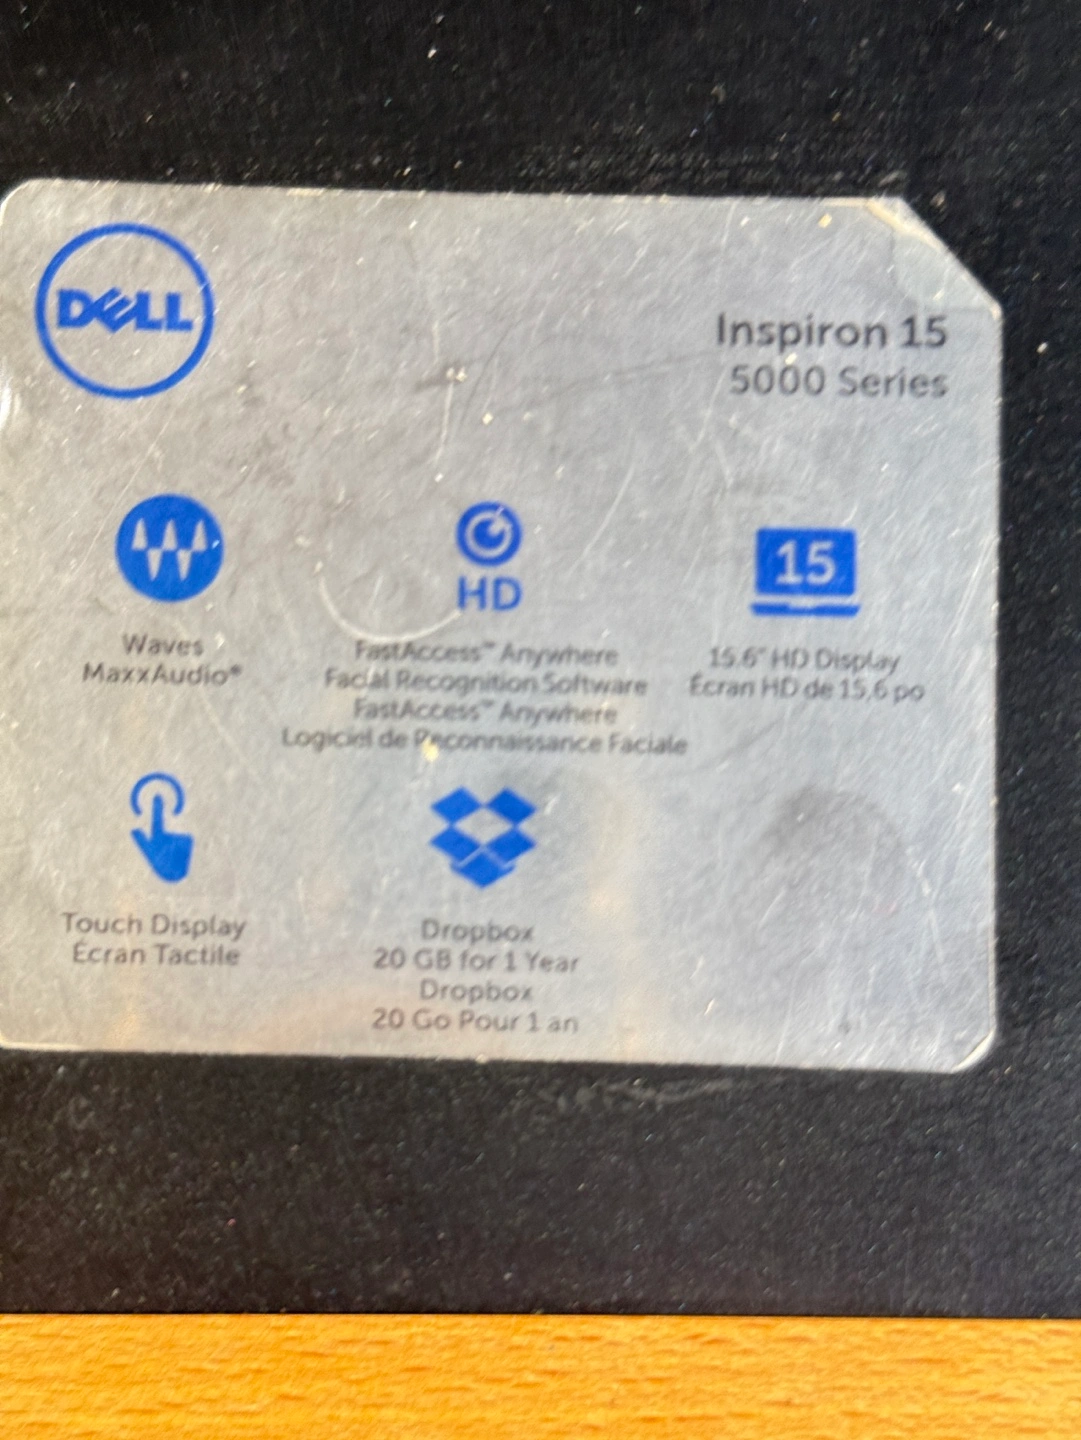 DELL
Inspiron 15
5000 Series
HD
15
Waves
MaxxAudio®
FastAccess™ Anywhere
Facial Recognition Software
FastAccess™ Anywhere
Logiciel de Reconnaissance Faciale
15.6" HD Display
Écran HD de 15,6 po
Touch Display
Écran Tactile
Dropbox
20 GB for 1 Year
Dropbox
20 Go Pour 1 an